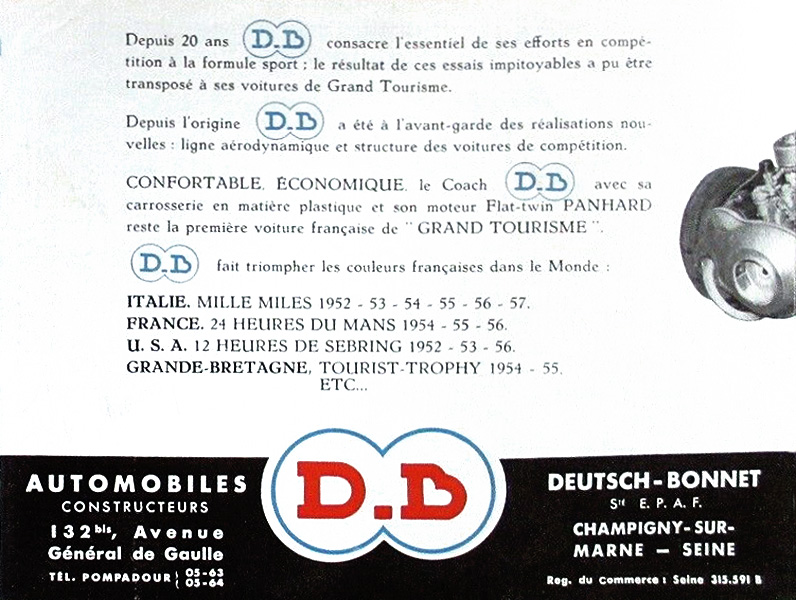 Depuis 20 ans D.B consacre l'essentiel de ses efforts en compé-
tition à la formule sport ; le résultat de ces essais impitoyables a pu être
transposé à ses voitures de Grand Tourisme.
Depuis l'origine D.B a été à l'avant-garde des réalisations nou-
velles : ligne aérodynamique et structure des voitures de compétition.
CONFORTABLE, ÉCONOMIQUE, le Coach D.B avec sa
carrosserie en matière plastique et son moteur Flat-twin PANHARD
reste la première voiture française de " GRAND TOURISME ".
D.B fait triompher les couleurs françaises dans le Monde :
ITALIE. MILLE MILES 1952 - 53 - 54 - 55 - 56 - 57.
FRANCE. 24 HEURES DU MANS 1954 - 55 - 56.
U. S. A. 12 HEURES DE SEBRING 1952 - 53 - 56.
GRANDE-BRETAGNE, TOURIST-TROPHY 1954 - 55.
ETC...
AUTOMOBILES
CONSTRUCTEURS
132bis, Avenue
Général de Gaulle
TÉL. POMPADOUR 05-63
05-64
D.B
DEUTSCH-BONNET
Sté E. P. A. F.
CHAMPIGNY-SUR-
MARNE - SEINE
Reg. du Commerce : Seine 315.591 B